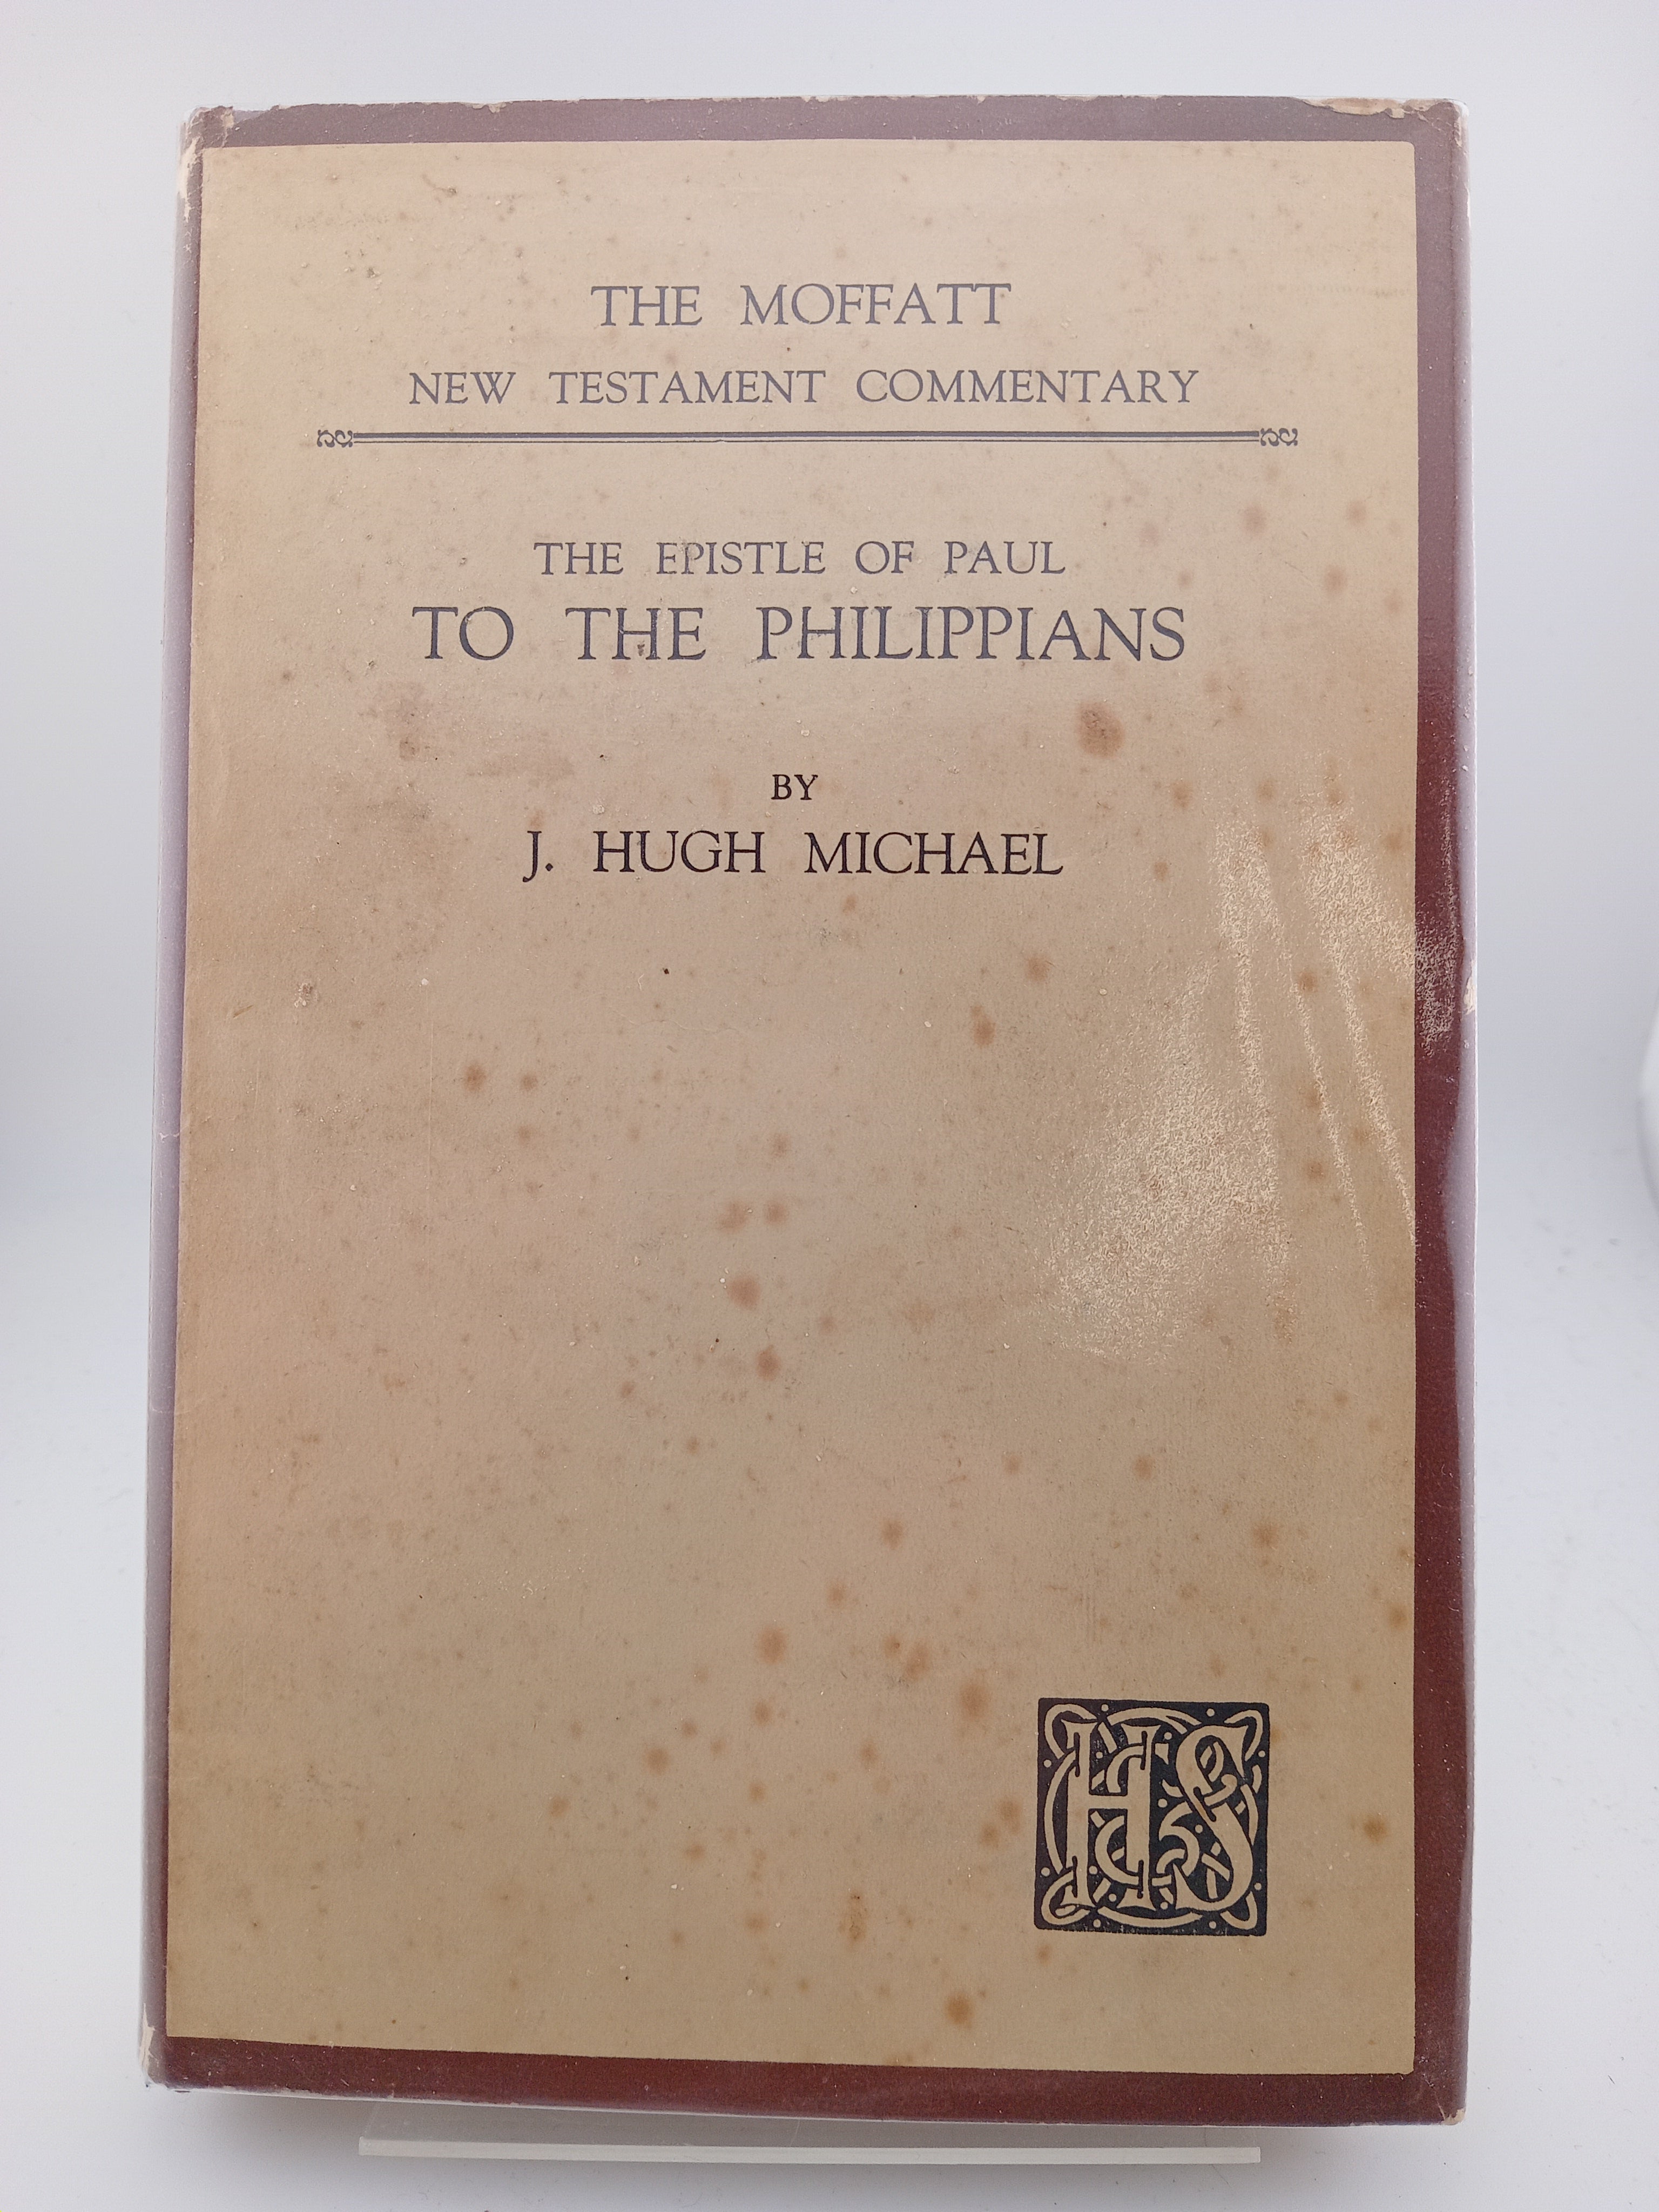 THE MOFFATT
NEW TESTAMENT COMMENTARY
THE EPISTLE OF PAUL
TO THE PHILIPPIANS
BY
J. HUGH MICHAEL
HS